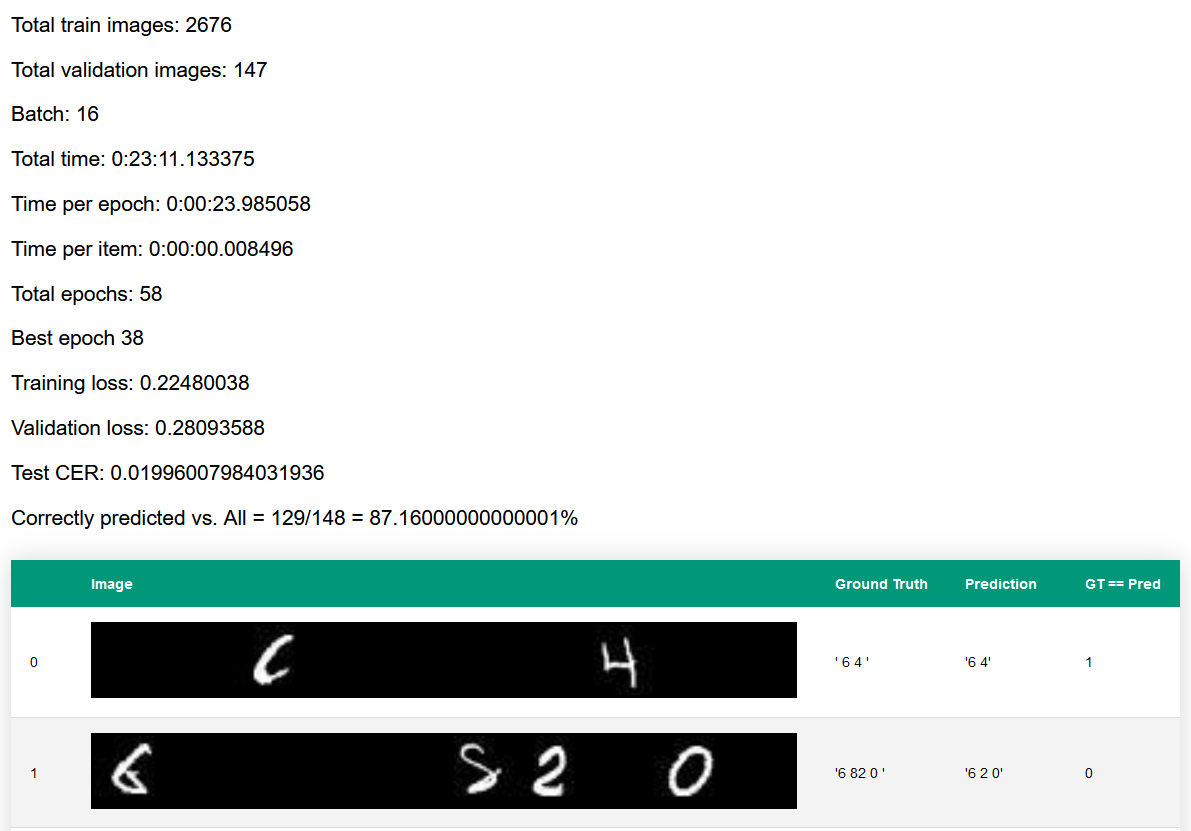 Total train images: 2676
Total validation images: 147
Batch: 16
Total time: 0:23:11.133375
Time per epoch: 0:00:23.985058
Time per item: 0:00:00.008496
Total epochs: 58
Best epoch 38
Training loss: 0.22480038
Validation loss: 0.28093588
Test CER: 0.01996007984031936
Correctly predicted vs. All = 129/148 = 87.16000000000001%
Image Ground Truth Prediction GT == Pred
0 6 4 ' 6 4 ' '6 4' 1
1 6 8 2 0 '6 82 0 ' '6 2 0' 0